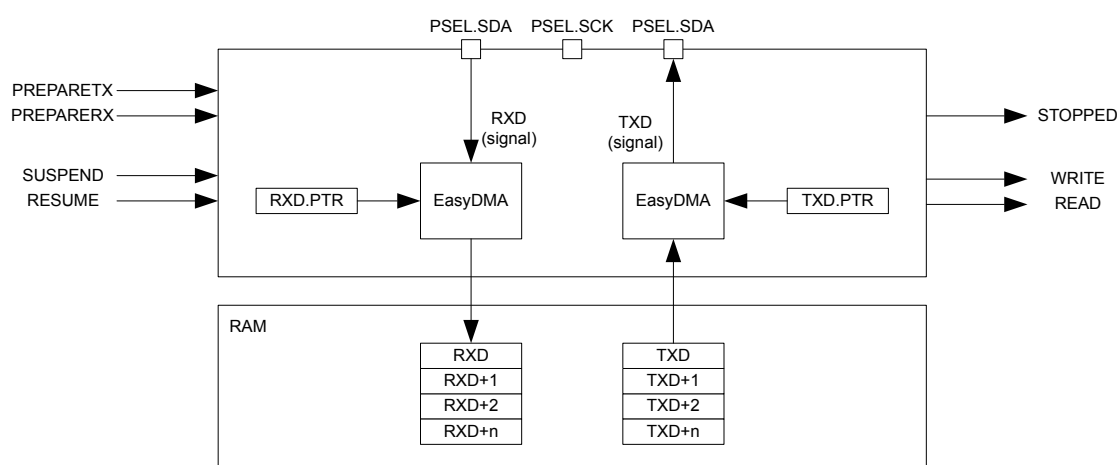 PSEL.SDA PSEL.SCK PSEL.SDA
PREPARETX
PREPARERX
STOPPED
RXD
(signal)
TXD
(signal)
SUSPEND
RESUME
WRITE
READ
RXD.PTR
EasyDMA
EasyDMA
TXD.PTR
RAM
RXD
RXD+1
RXD+2
RXD+n
TXD
TXD+1
TXD+2
TXD+n